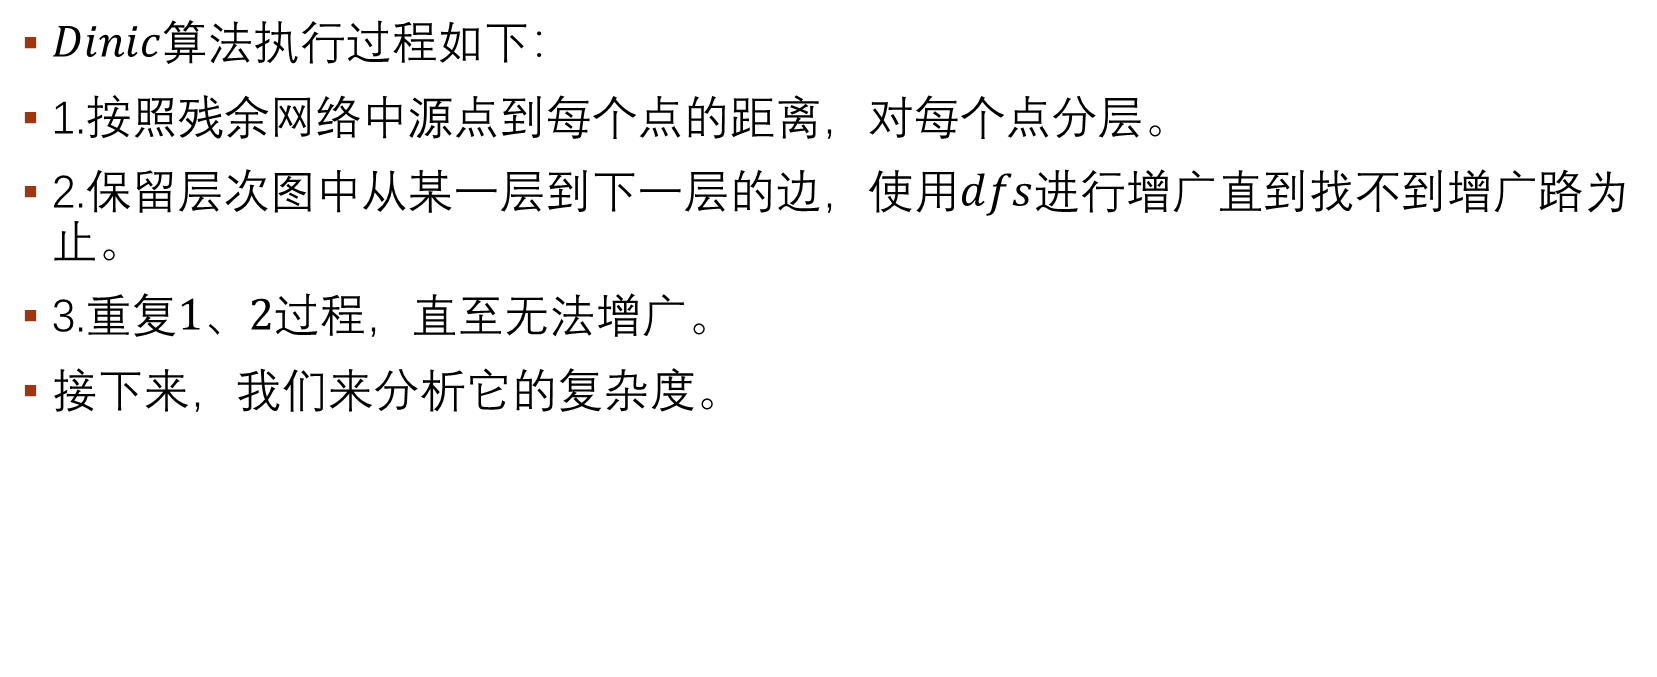 ▪ Dinic算法执行过程如下：
▪ 1.按照残余网络中源点到每个点的距离，对每个点分层。
▪ 2.保留层次图中从某一层到下一层的边，使用dfs进行增广直到找不到增广路为
止。
▪ 3.重复1、2过程，直至无法增广。
▪ 接下来，我们来分析它的复杂度。